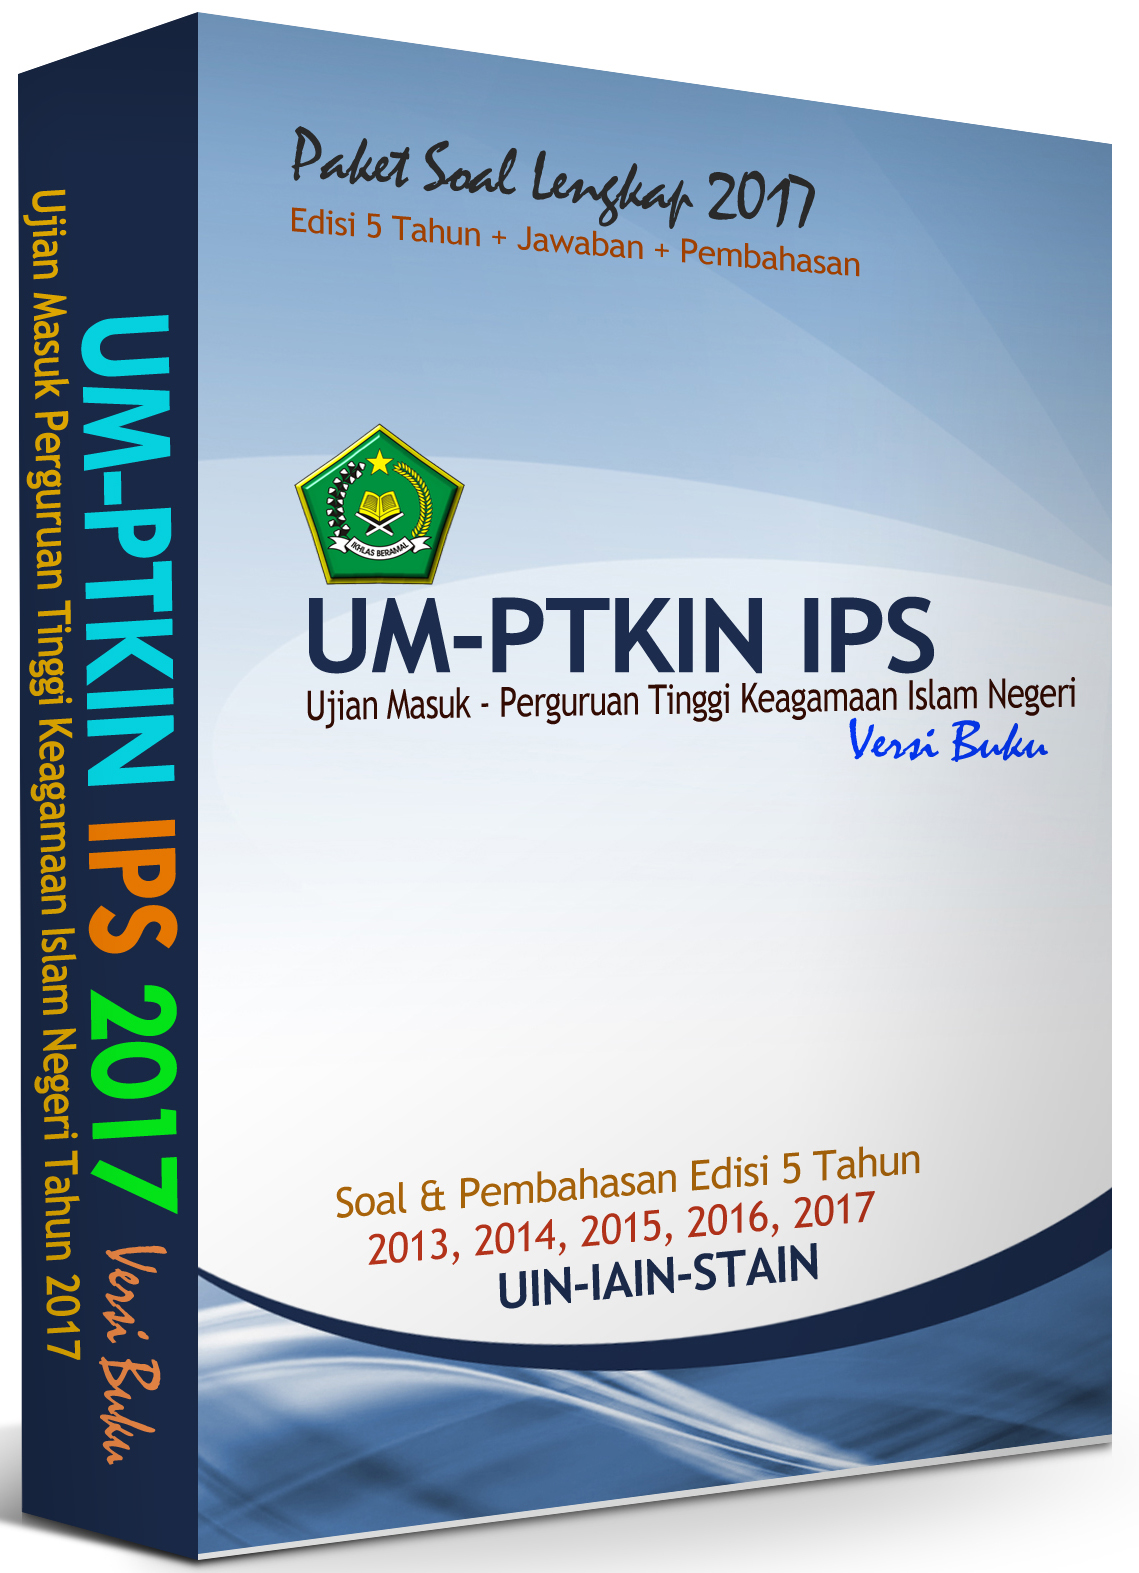 Paket Soal Lengkap 2017
Edisi 5 Tahun + Jawaban + Pembahasan
IKHLAS BERAMAL
UM-PTKIN IPS
Ujian Masuk - Perguruan Tinggi Keagamaan Islam Negeri
Versi Buku
Soal & Pembahasan Edisi 5 Tahun
2013, 2014, 2015, 2016, 2017
UIN-IAIN-STAIN
UM-PTKIN IPS 2017 Versi Buku
Ujian Masuk Perguruan Tinggi Keagamaan Islam Negeri Tahun 2017